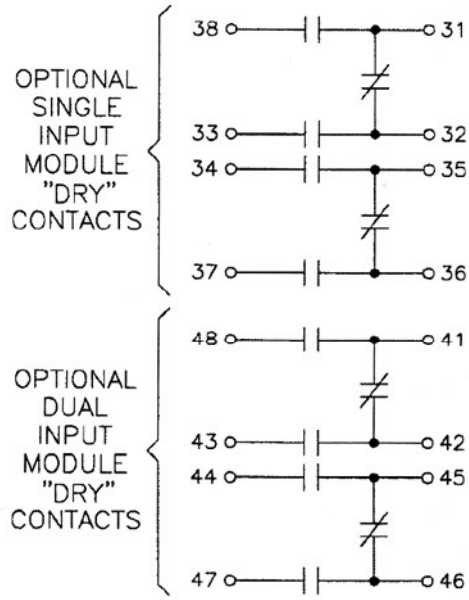 38 31
OPTIONAL
SINGLE
INPUT
MODULE
"DRY"
CONTACTS
33 32
34 35
37 36
48 41
OPTIONAL
DUAL
INPUT
MODULE
"DRY"
CONTACTS
43 42
44 45
47 46